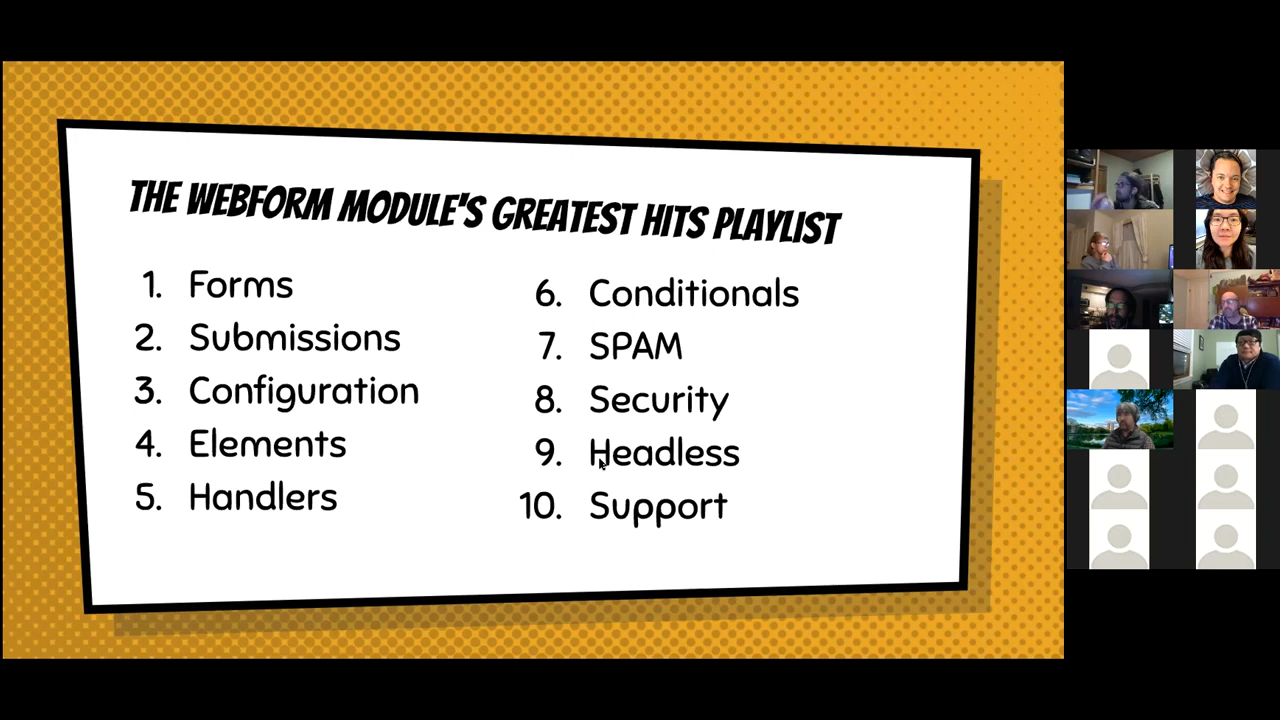 THE WEBFORM MODULE'S GREATEST HITS PLAYLIST
1. Forms
2. Submissions
3. Configuration
4. Elements
5. Handlers
6. Conditionals
7. SPAM
8. Security
9. Headless
10. Support